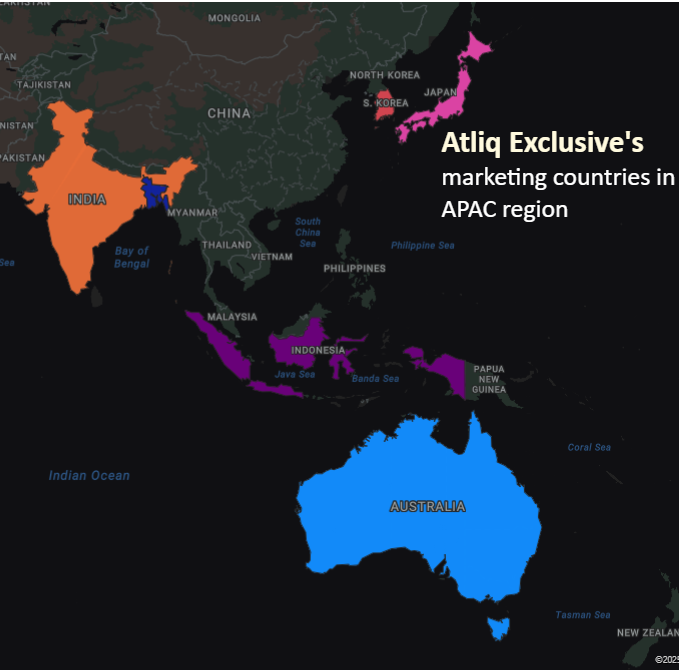 MONGOLIA
TAJIKISTAN
NORTH KOREA
JAPAN
S. KOREA
CHINA
NISTAN
PAKISTAN
Atliq Exclusive's
marketing countries in
APAC region
INDIA
MYANMAR
South
China
Sea
Bay of
Bengal
THAILAND
VIETNAM
Philippine Sea
Sea
PHILIPPINES
MALAYSIA
INDONESIA
Java Sea
Banda Sea
PAPUA
NEW
GUINEA
Coral Sea
Indian Ocean
AUSTRALIA
Tasman Sea
NEW ZEALAN
©2025